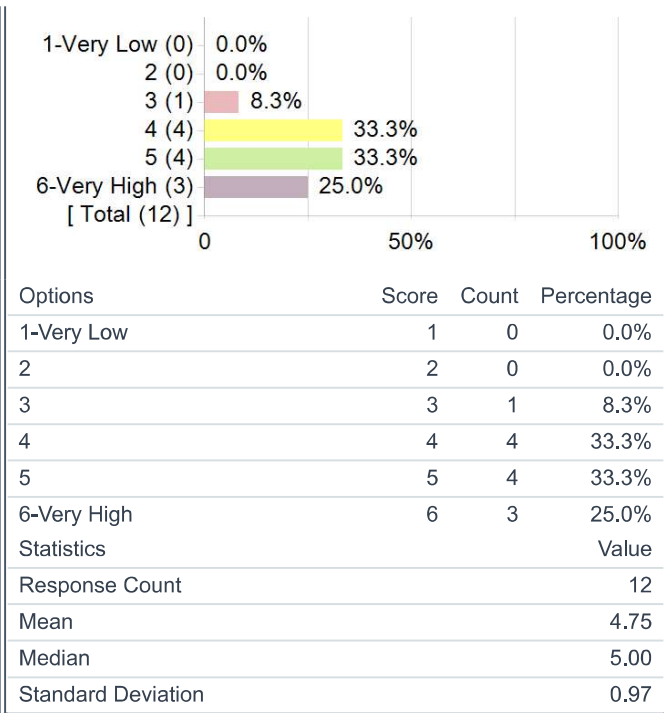 1-Very Low (0) 0.0%
2 (0) 0.0%
3 (1) 8.3%
4 (4) 33.3%
5 (4) 33.3%
6-Very High (3) 25.0%
[ Total (12) ]
0 50% 100%
Options Score Count Percentage
1-Very Low 1 0 0.0%
2 2 0 0.0%
3 3 1 8.3%
4 4 4 33.3%
5 5 4 33.3%
6-Very High 6 3 25.0%
Statistics Value
Response Count 12
Mean 4.75
Median 5.00
Standard Deviation 0.97